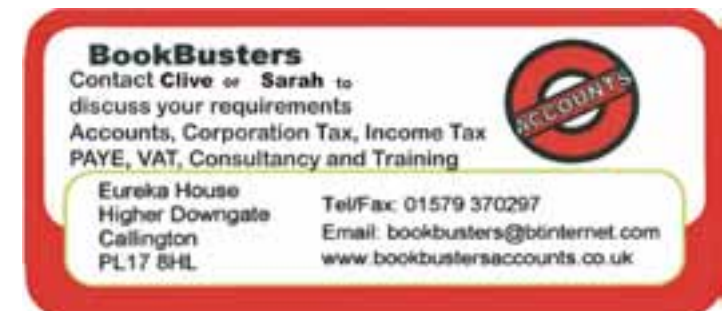 BookBusters
Contact Clive or Sarah to
discuss your requirements
Accounts, Corporation Tax, Income Tax
PAYE, VAT, Consultancy and Training
ACCOUNTS
Eureka House
Higher Downgate
Callington
PL17 8HL
Tel/Fax: 01579 370297
Email: bookbusters@btinternet.com
www.bookbustersaccounts.co.uk